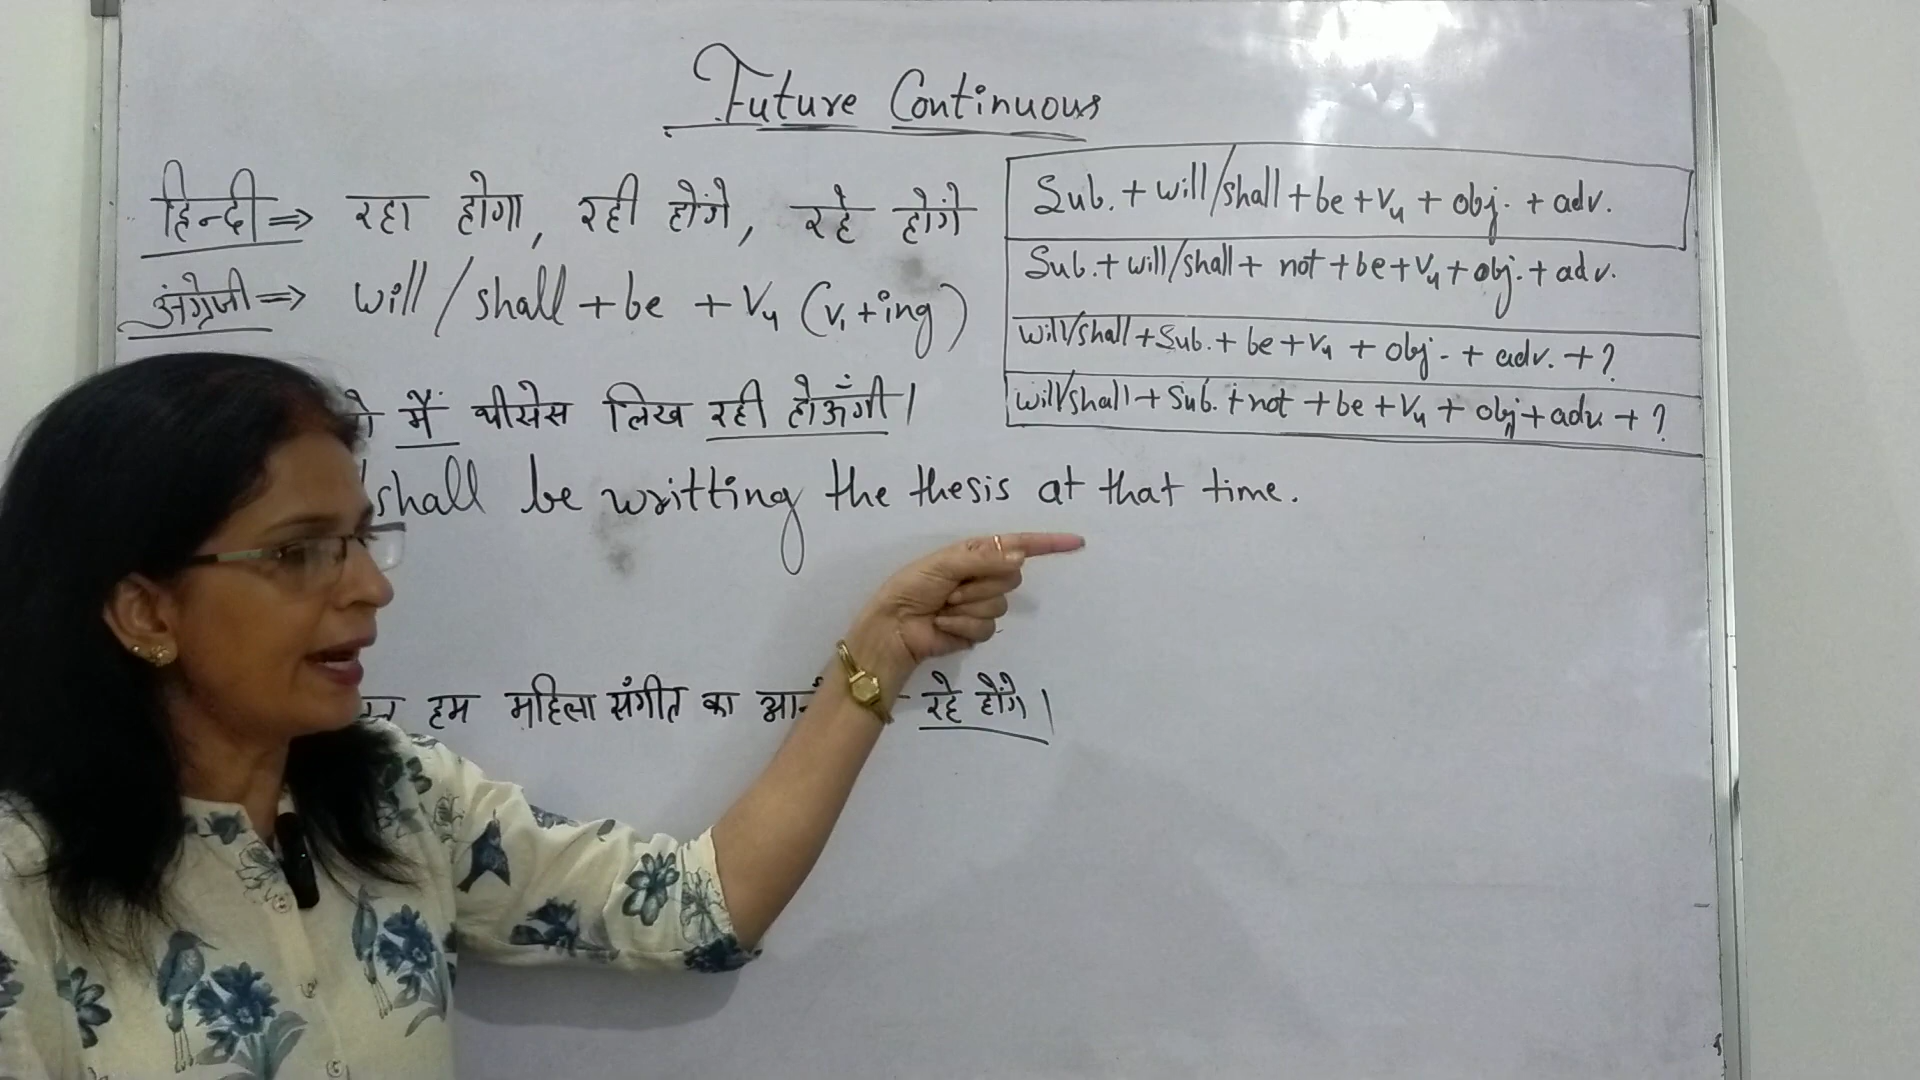 Future Continuous
हिन्दी ⇒ रहा होगा, रही होंगे, रहे होंगे
अंग्रेजी ⇒ will/shall + be + V₄ (V₁+ing)
Sub. + will/shall + be + V₄ + obj. + adv.
Sub. + will/shall + not + be + V₄ + obj. + adv.
will/shall + Sub. + be + V₄ + obj. + adv. + ?
will/shall + Sub. + not + be + V₄ + obj + adv. + ?
मैं थीसेस लिख रही होऊँगी।
shall be writting the thesis at that time.
हम महिला संगीत का रहे होंगे।